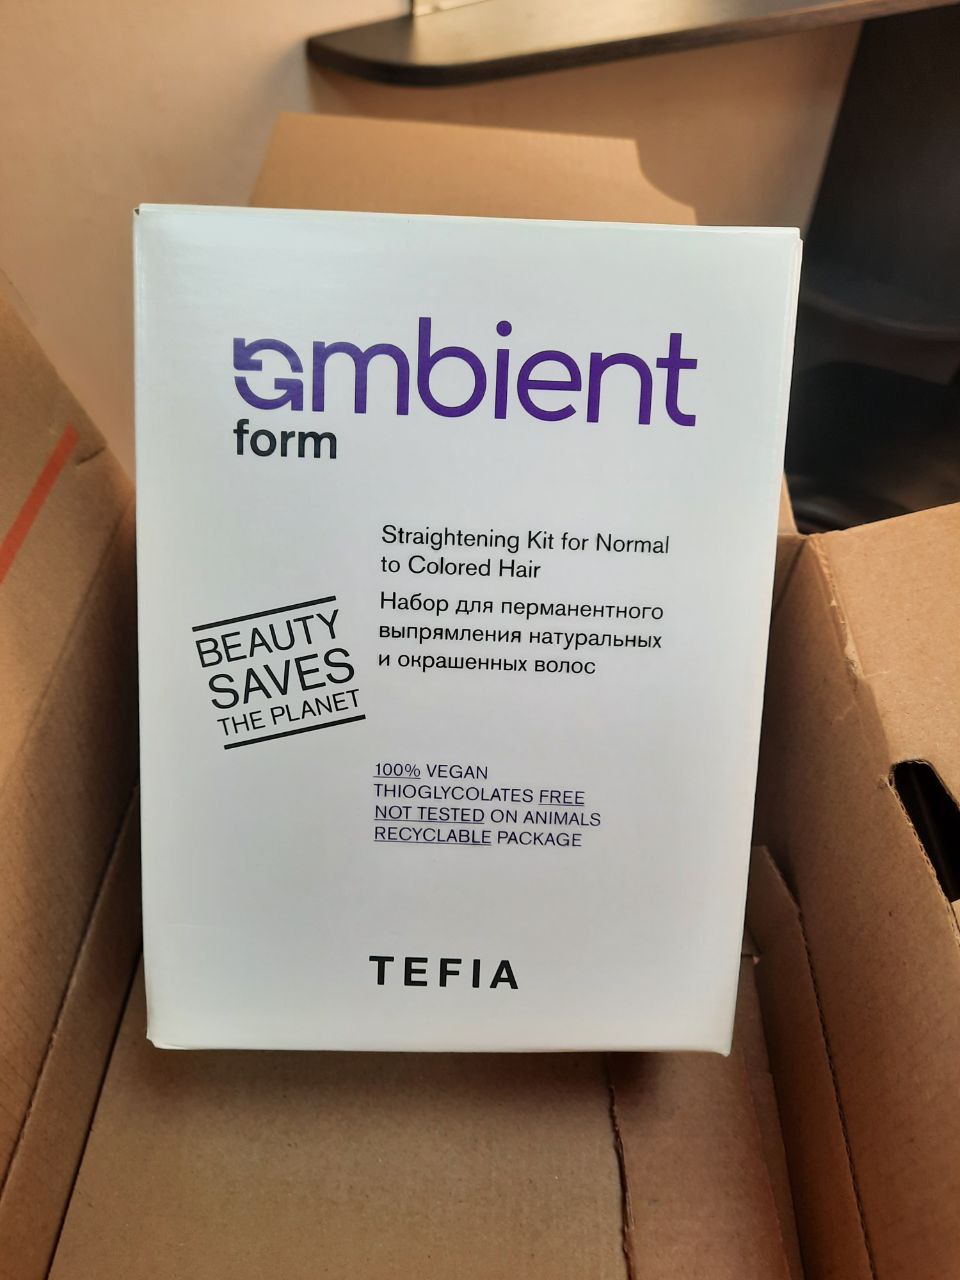 ambient
form
Straightening Kit for Normal
to Colored Hair
Набор для перманентного
выпрямления натуральных
и окрашенных волос
BEAUTY
SAVES
THE PLANET
100% VEGAN
THIOGLYCOLATES FREE
NOT TESTED ON ANIMALS
RECYCLABLE PACKAGE
TEFIA